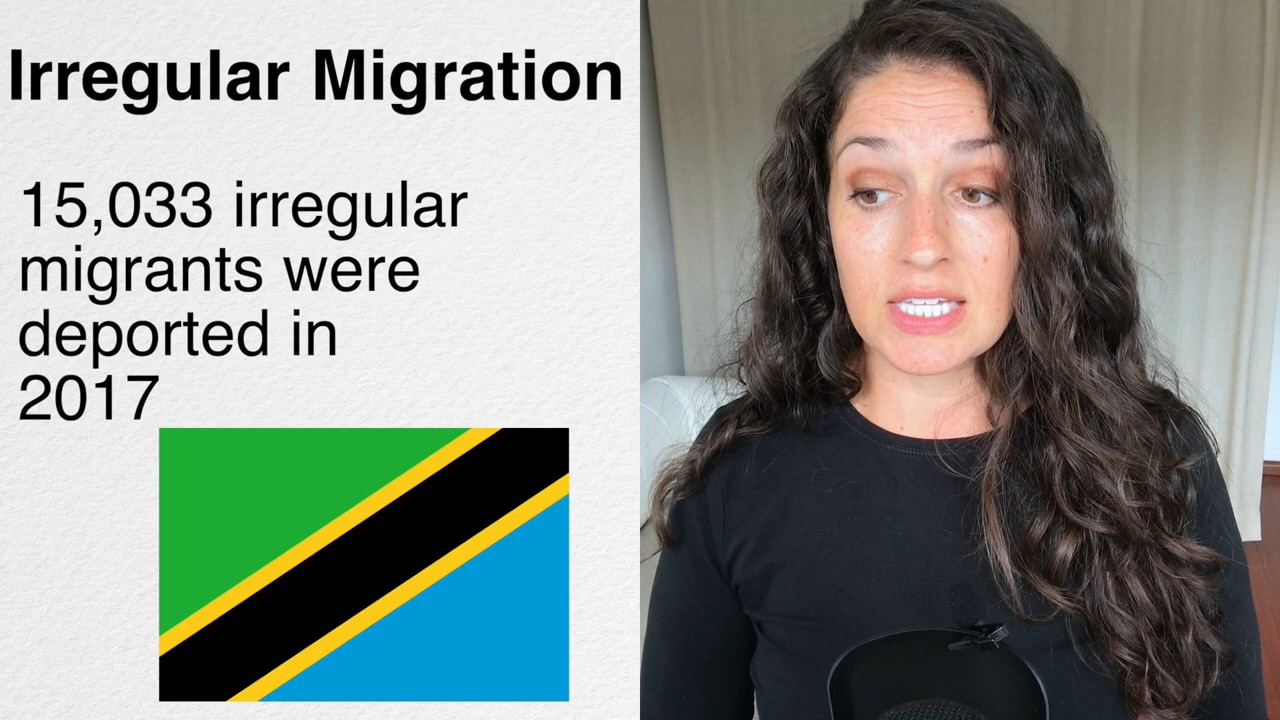 Irregular Migration
15,033 irregular
migrants were
deported in
2017